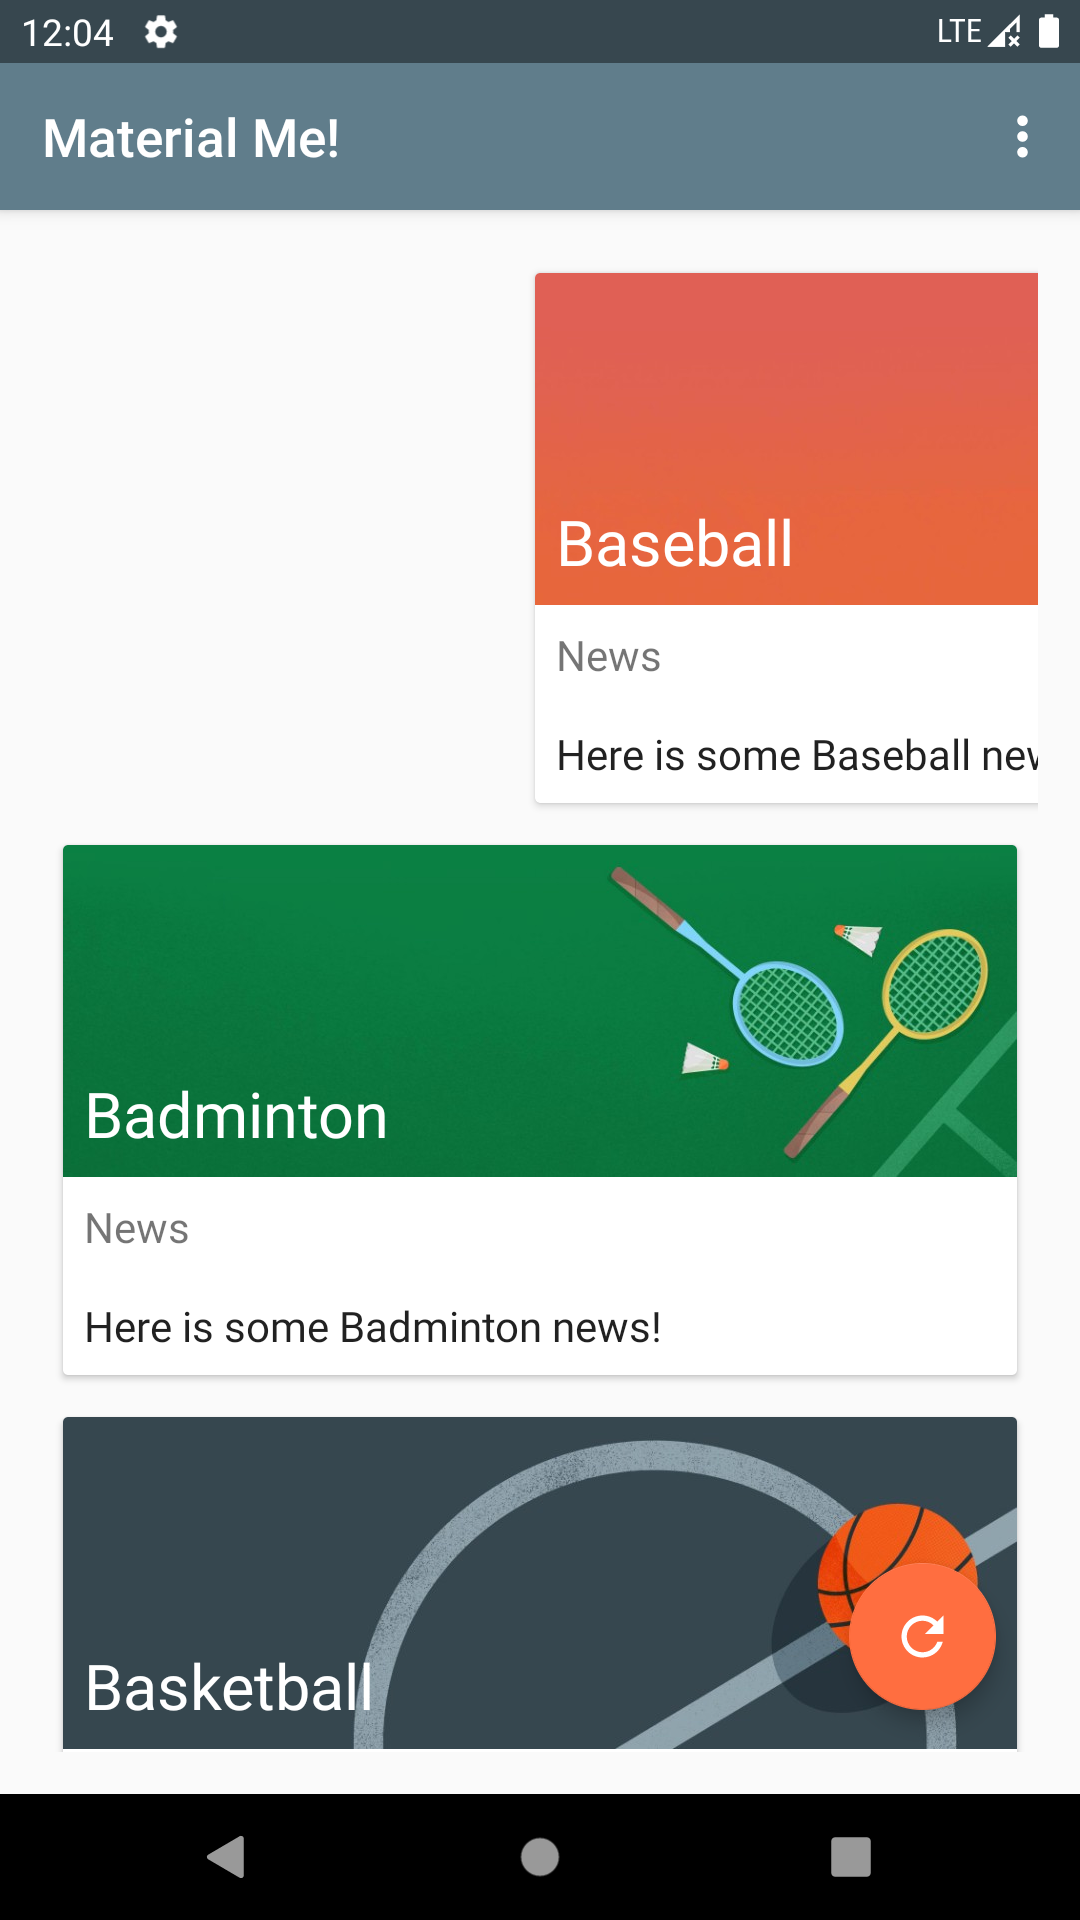 12:04
LTE
Material Me!
Baseball
News
Here is some Baseball new
Badminton
News
Here is some Badminton news!
Basketball